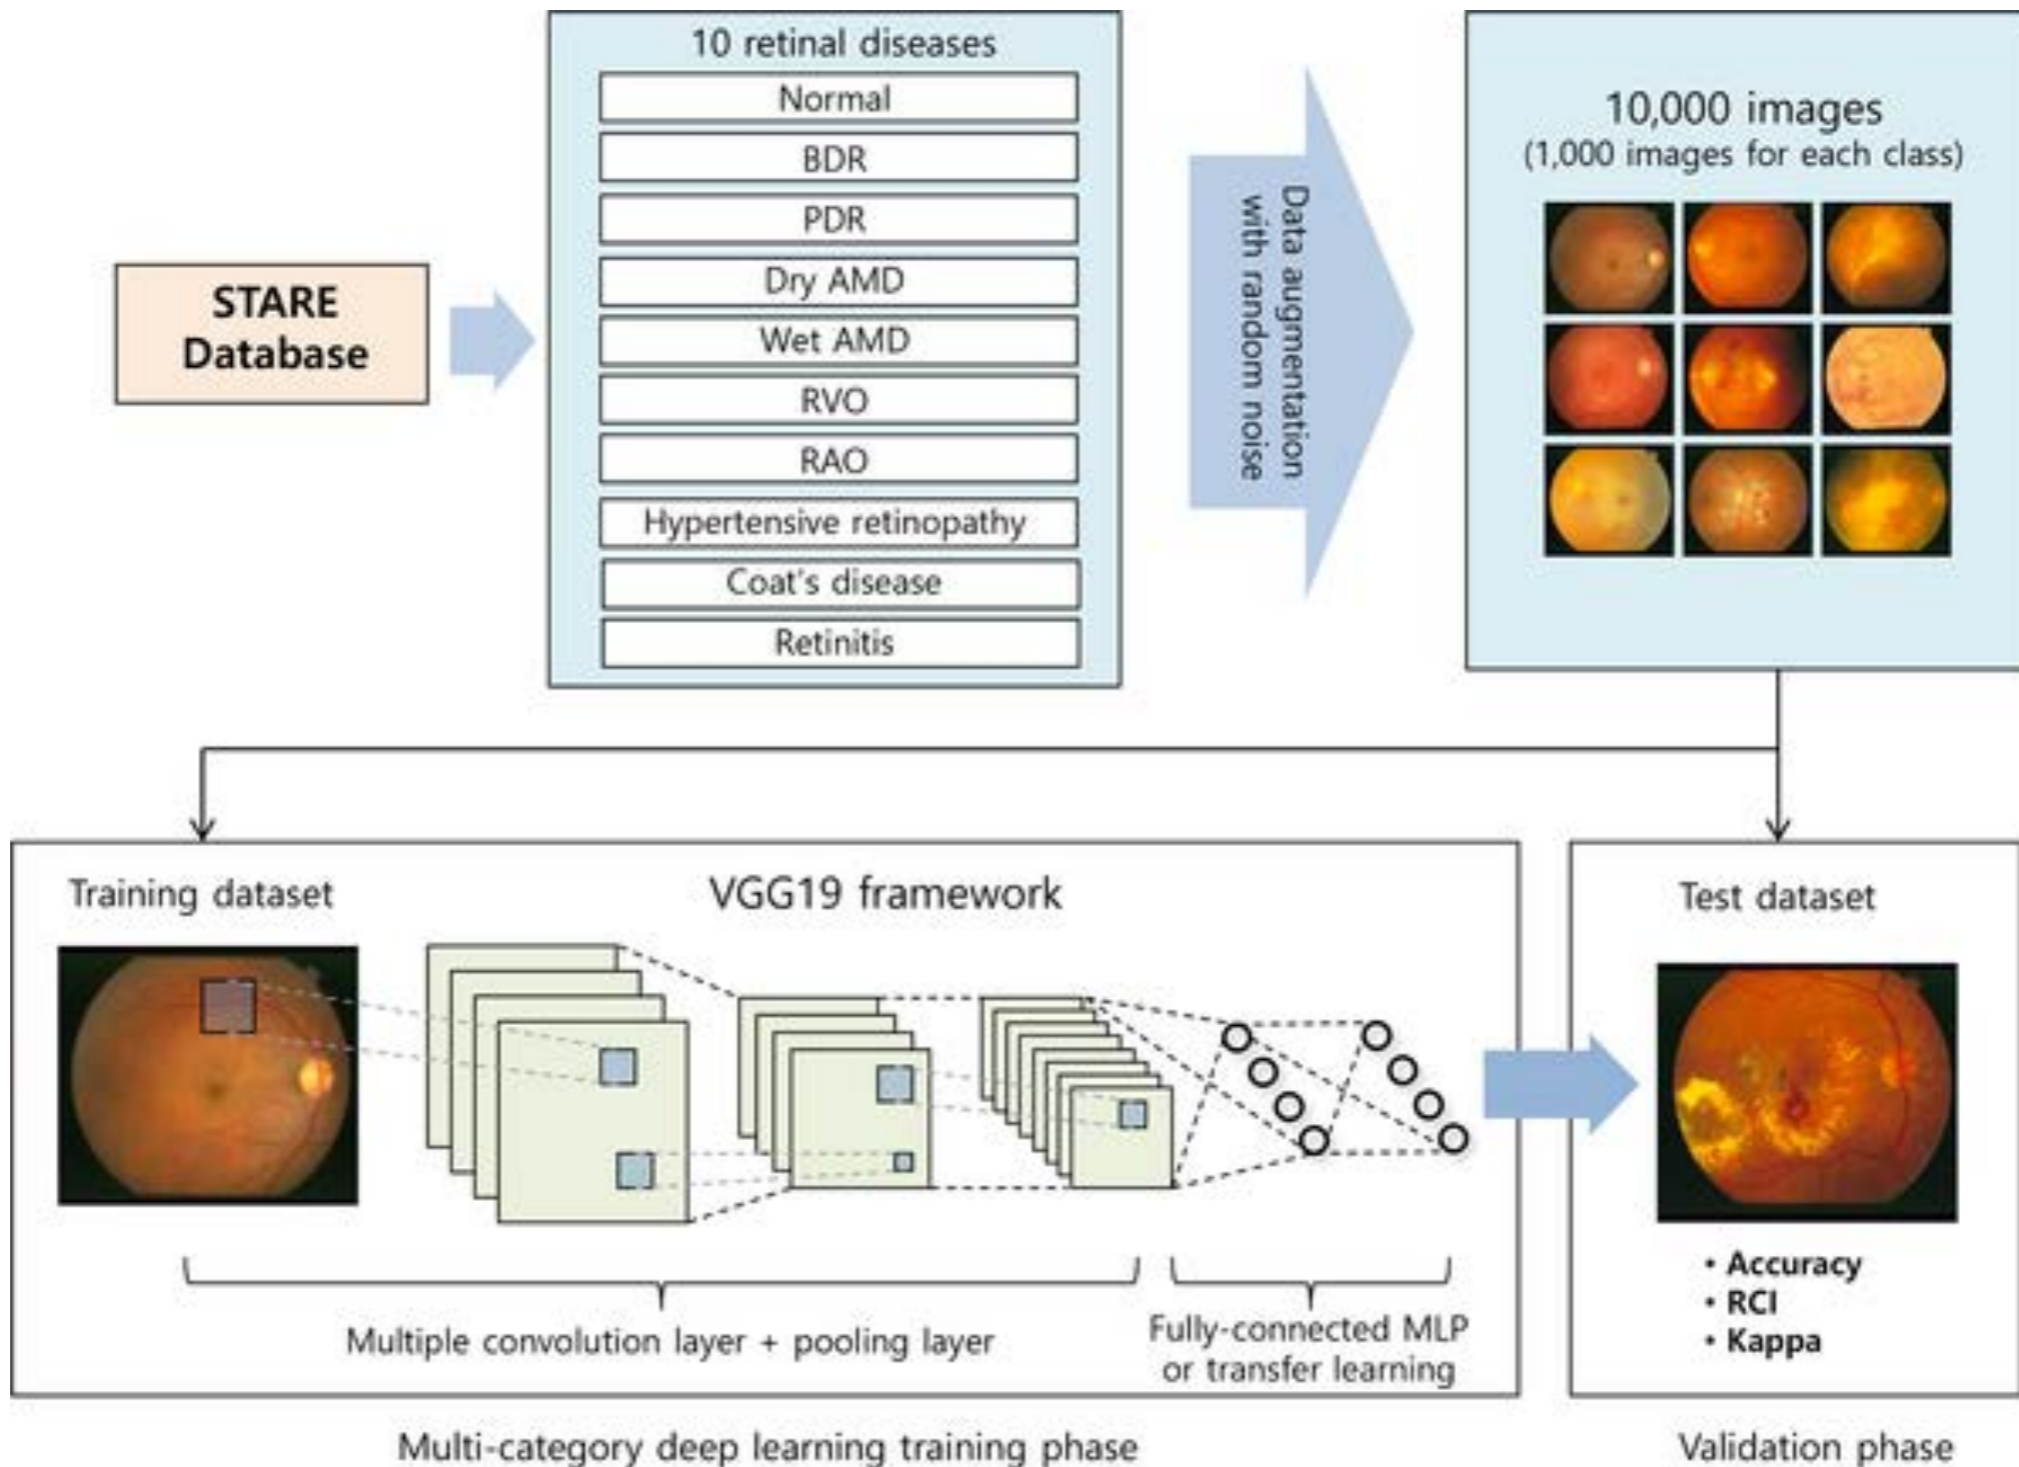 STARE
Database
10 retinal diseases
Normal
BDR
PDR
Dry AMD
Wet AMD
RVO
RAO
Hypertensive retinopathy
Coat's disease
Retinitis
Data augmentation
with random noise
10,000 images
(1,000 images for each class)
Training dataset
VGG19 framework
Multiple convolution layer + pooling layer
Fully-connected MLP
or transfer learning
Multi-category deep learning training phase
Test dataset
• Accuracy
• RCI
• Kappa
Validation phase